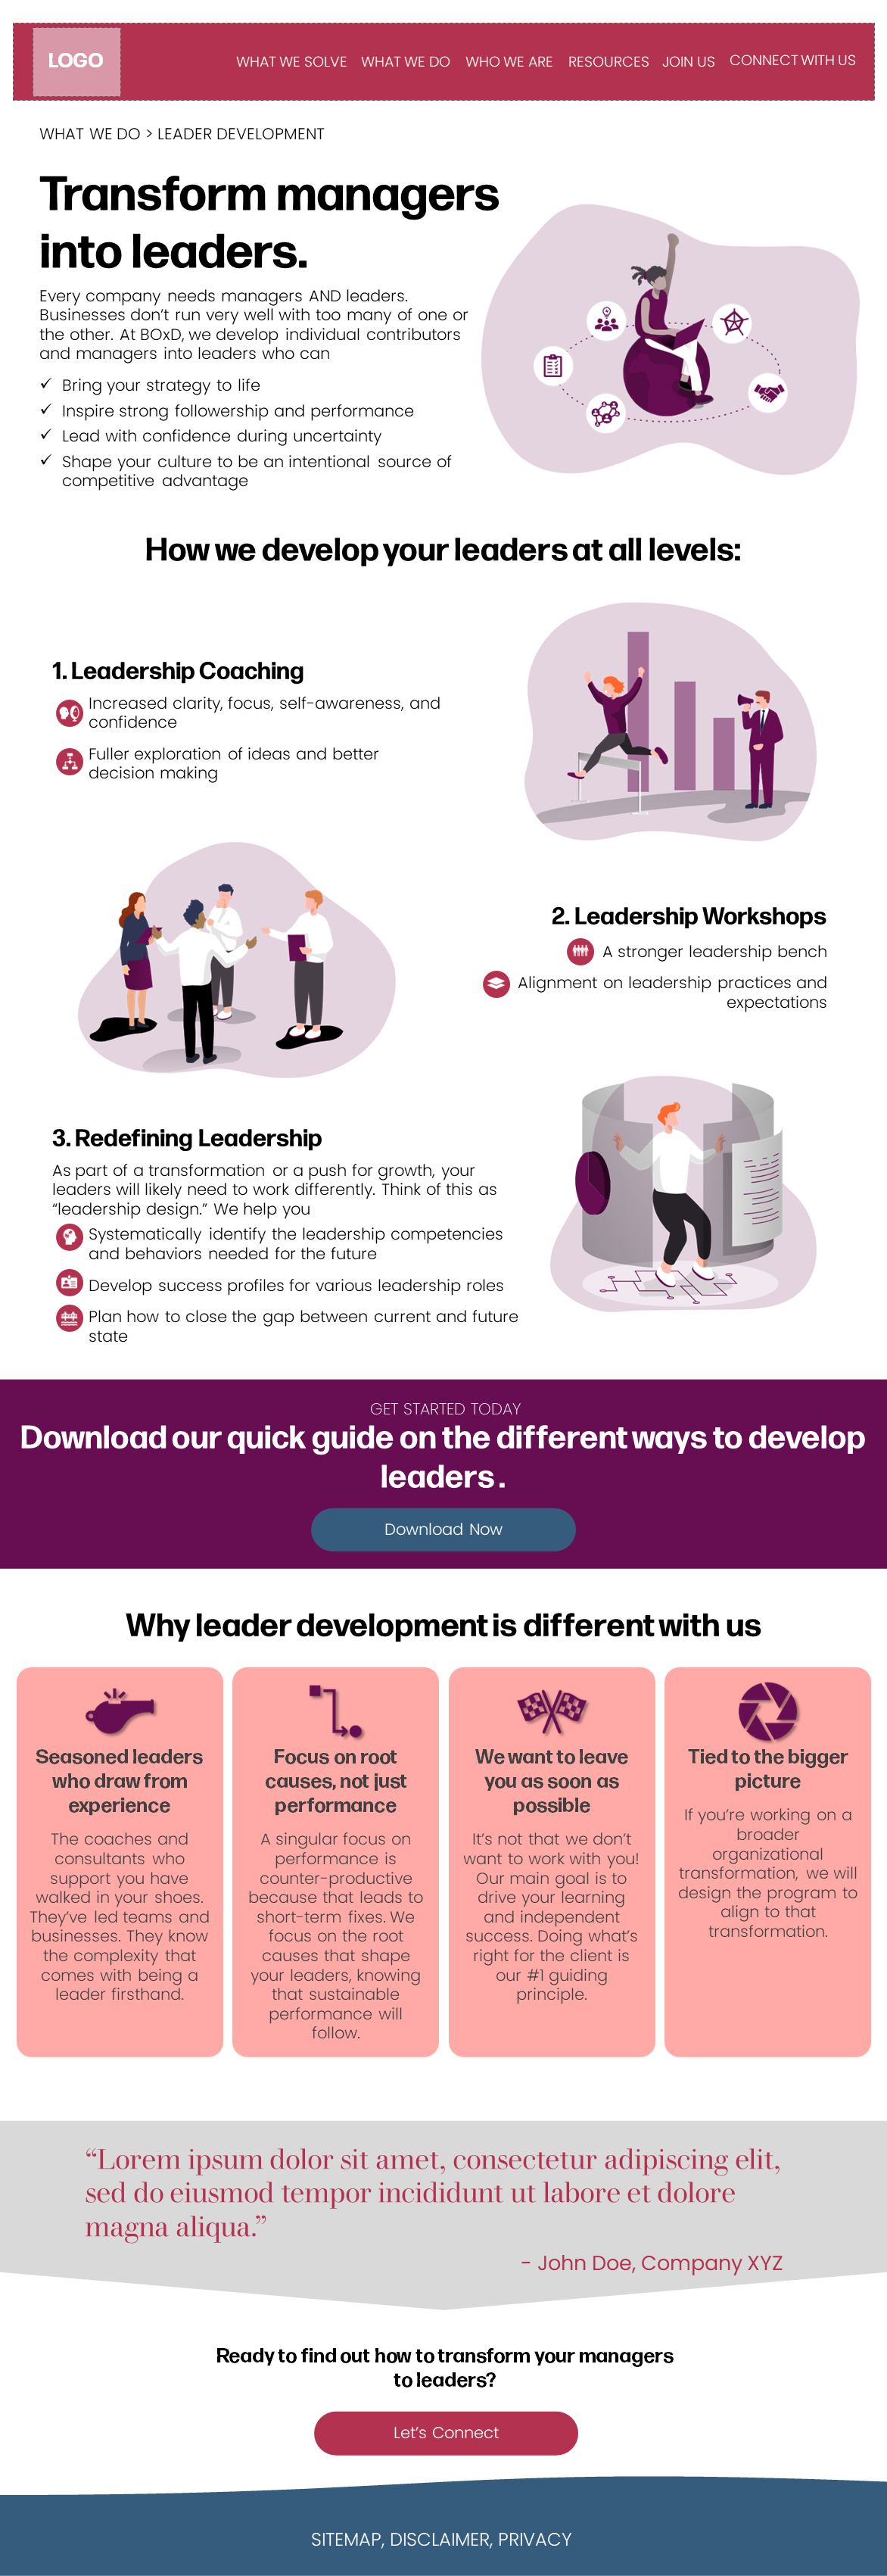 LOGO
WHAT WE SOLVE WHAT WE DO WHO WE ARE RESOURCES JOIN US CONNECT WITH US
WHAT WE DO > LEADER DEVELOPMENT
Transform managers
into leaders.
Every company needs managers AND leaders.
Businesses don’t run very well with too many of one or
the other. At BOxD, we develop individual contributors
and managers into leaders who can
✓ Bring your strategy to life
✓ Inspire strong followership and performance
✓ Lead with confidence during uncertainty
✓ Shape your culture to be an intentional source of
competitive advantage
How we develop your leaders at all levels:
1. Leadership Coaching
Increased clarity, focus, self-awareness, and
confidence
Fuller exploration of ideas and better
decision making
2. Leadership Workshops
A stronger leadership bench
Alignment on leadership practices and
expectations
3. Redefining Leadership
As part of a transformation or a push for growth, your
leaders will likely need to work differently. Think of this as
“leadership design.” We help you
Systematically identify the leadership competencies
and behaviors needed for the future
Develop success profiles for various leadership roles
Plan how to close the gap between current and future
state
GET STARTED TODAY
Download our quick guide on the different ways to develop
leaders.
Download Now
Why leader development is different with us
Seasoned leaders
who draw from
experience
The coaches and
consultants who
support you have
walked in your shoes.
They’ve led teams and
businesses. They know
the complexity that
comes with being a
leader firsthand.
Focus on root
causes, not just
performance
A singular focus on
performance is
counter-productive
because that leads to
short-term fixes. We
focus on the root
causes that shape
your leaders, knowing
that sustainable
performance will
follow.
We want to leave
you as soon as
possible
It’s not that we don’t
want to work with you!
Our main goal is to
drive your learning
and independent
success. Doing what’s
right for the client is
our #1 guiding
principle.
Tied to the bigger
picture
If you’re working on a
broader
organizational
transformation, we will
design the program to
align to that
transformation.
“Lorem ipsum dolor sit amet, consectetur adipiscing elit,
sed do eiusmod tempor incididunt ut labore et dolore
magna aliqua.”
- John Doe, Company XYZ
Ready to find out how to transform your managers
to leaders?
Let’s Connect
SITEMAP, DISCLAIMER, PRIVACY